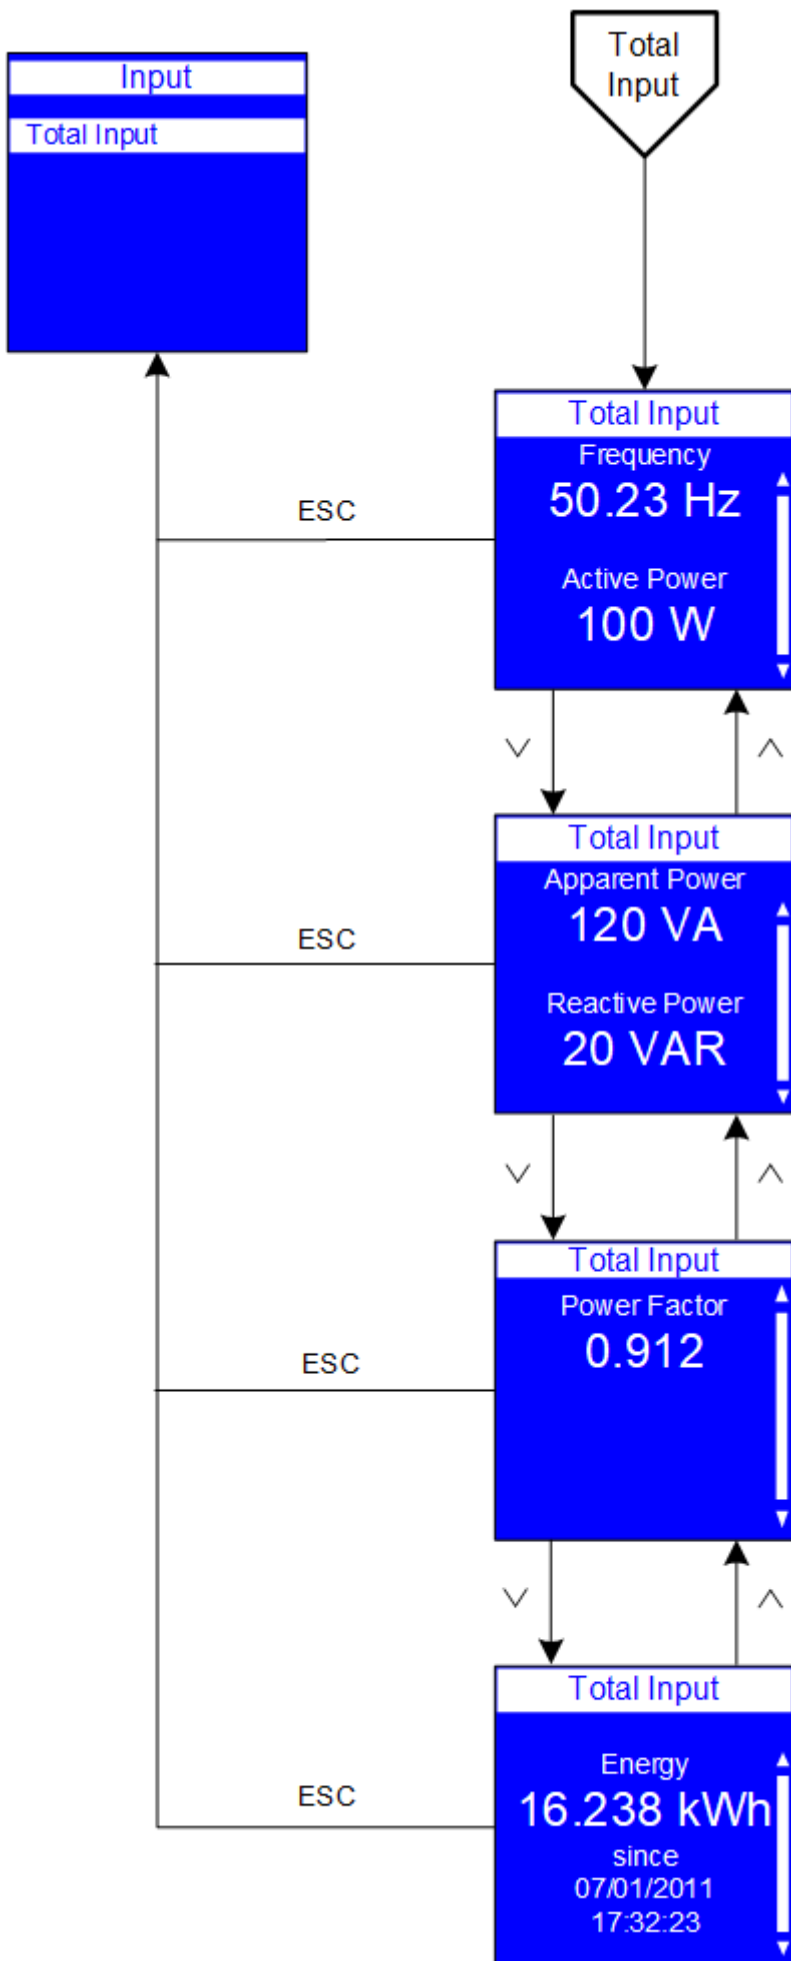 Total
Input
Input
Total Input
Total Input
Frequency
50.23 Hz
Active Power
100 W
ESC
Total Input
Apparent Power
120 VA
Reactive Power
20 VAR
ESC
Total Input
Power Factor
0.912
ESC
Total Input
Energy
16.238 kWh
since
07/01/2011
17:32:23
ESC